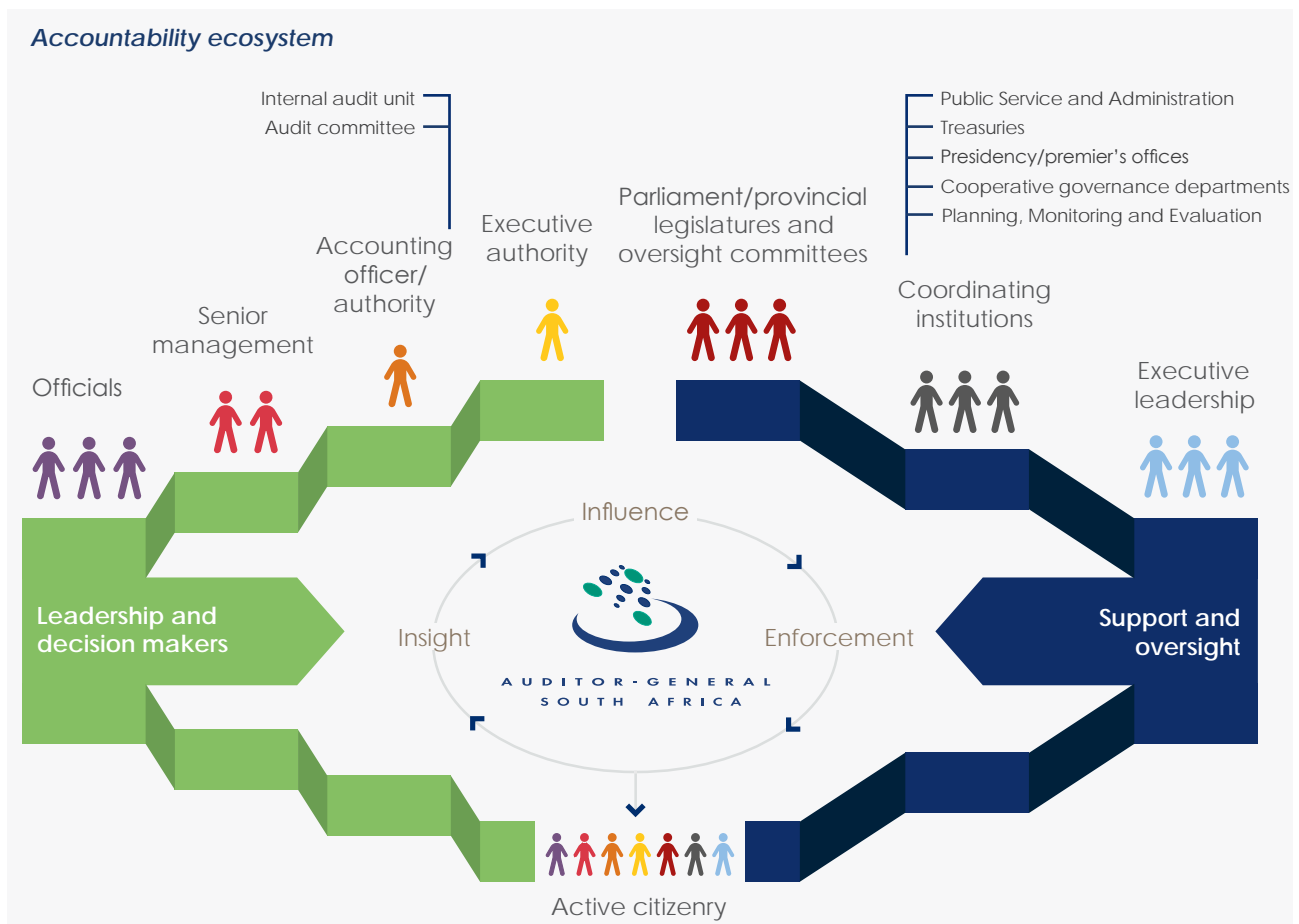 Accountability ecosystem
Internal audit unit
Audit committee
Public Service and Administration
Treasuries
Presidency/premier's offices
Cooperative governance departments
Planning, Monitoring and Evaluation
Officials
Senior
management
Accounting
officer/
authority
Executive
authority
Parliament/provincial
legislatures and
oversight committees
Coordinating
institutions
Executive
leadership
Leadership and
decision makers
Influence
Insight
Enforcement
AUDITOR-GENERAL
SOUTH AFRICA
Support and
oversight
Active citizenry